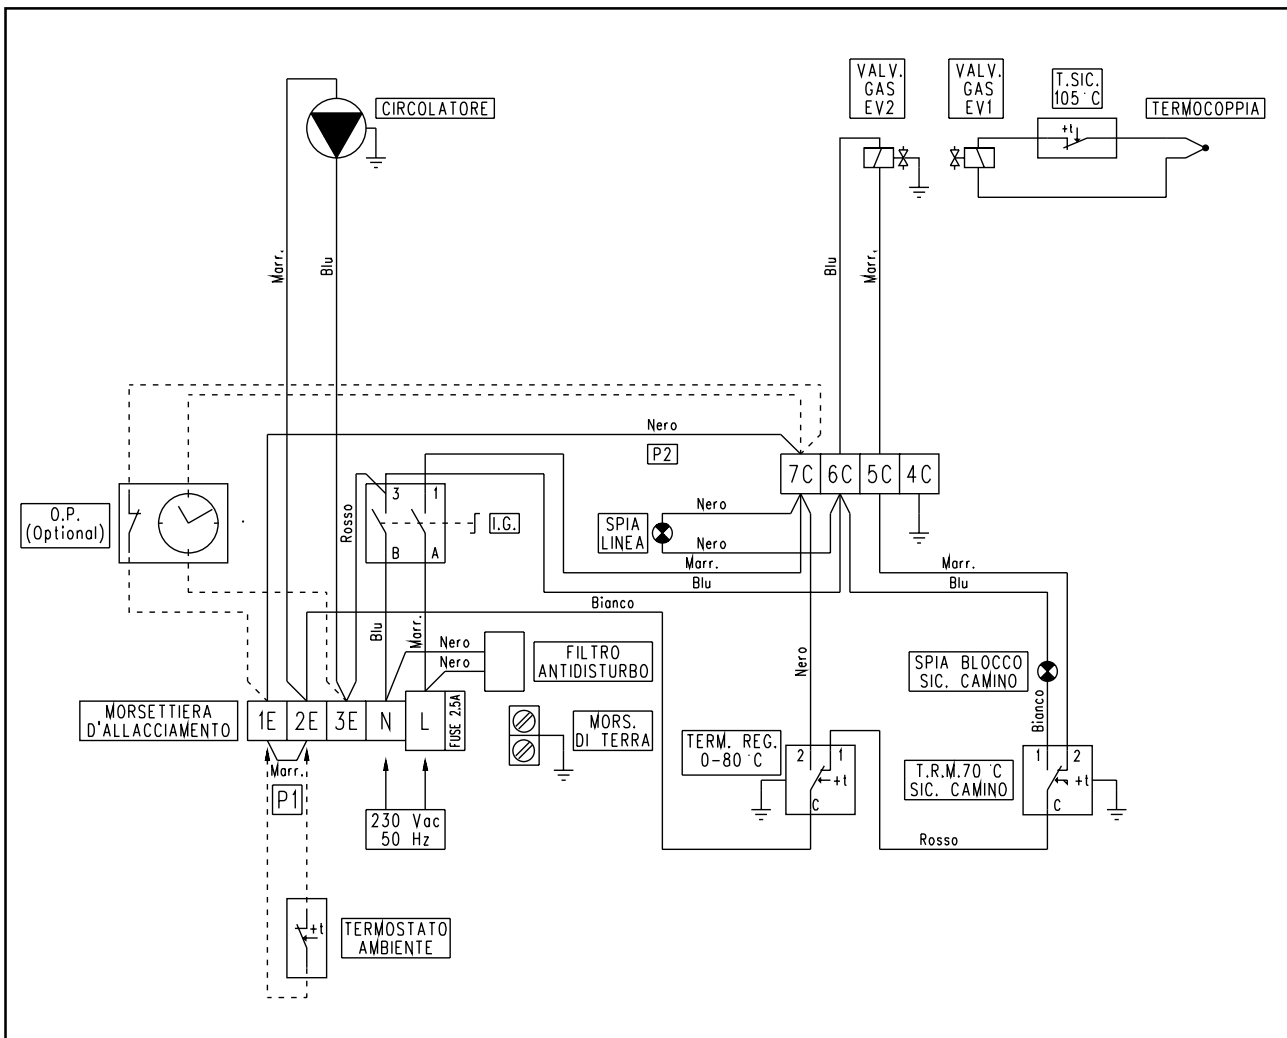 VALV.
GAS
EV2
VALV.
GAS
EV1
T.SIC.
105°C
TERMOCOPPIA
CIRCOLATORE
+t
Marr.
Blu
Blu
Marr.
Nero
P2
7C 6C 5C 4C
O.P.
(Optional)
Rosso
3 1
B A
I.G.
SPIA
LINEA
Nero
Nero
Marr.
Blu
Marr.
Blu
Bianco
Blu
Marr.
Nero
Nero
FILTRO
ANTIDISTURBO
Nero
SPIA BLOCCO
SIC. CAMINO
Bianco
MORSETTIERA
D'ALLACCIAMENTO
1E 2E 3E N L
FUSE 2.5A
MORS.
DI TERRA
TERM. REG.
0-80°C
2 1
+t
C
T.R.M.70°C
SIC. CAMINO
1 2
+t
C
Marr.
P1
230 Vac
50 Hz
Rosso
+t
TERMOSTATO
AMBIENTE